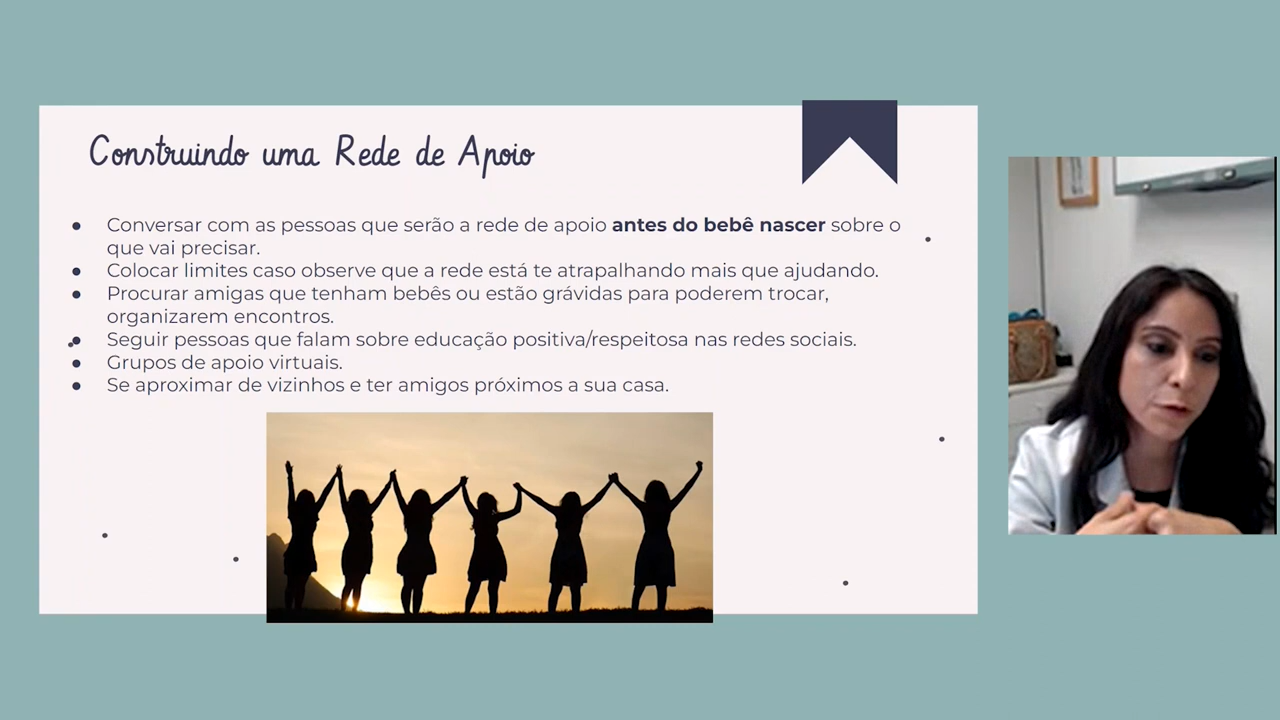 Construindo uma Rede de Apoio
● Conversar com as pessoas que serão a rede de apoio antes do bebê nascer sobre o
que vai precisar.
● Colocar limites caso observe que a rede está te atrapalhando mais que ajudando.
● Procurar amigas que tenham bebês ou estão grávidas para poderem trocar,
organizarem encontros.
● Seguir pessoas que falam sobre educação positiva/respeitosa nas redes sociais.
● Grupos de apoio virtuais.
● Se aproximar de vizinhos e ter amigos próximos a sua casa.